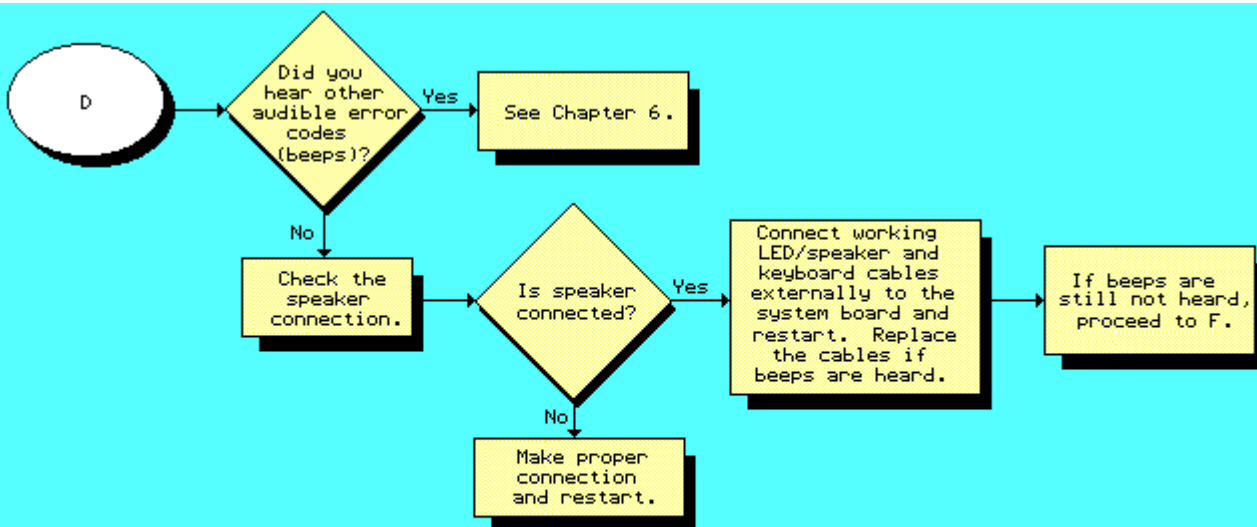 D
Did you
hear other
audible error
codes
(beeps)?
Yes
See Chapter 6.
No
Check the
speaker
connection.
Is speaker
connected?
Yes
Connect working
LED/speaker and
keyboard cables
externally to the
system board and
restart.  Replace
the cables if
beeps are heard.
If beeps are
still not heard,
proceed to F.
No
Make proper
connection
and restart.